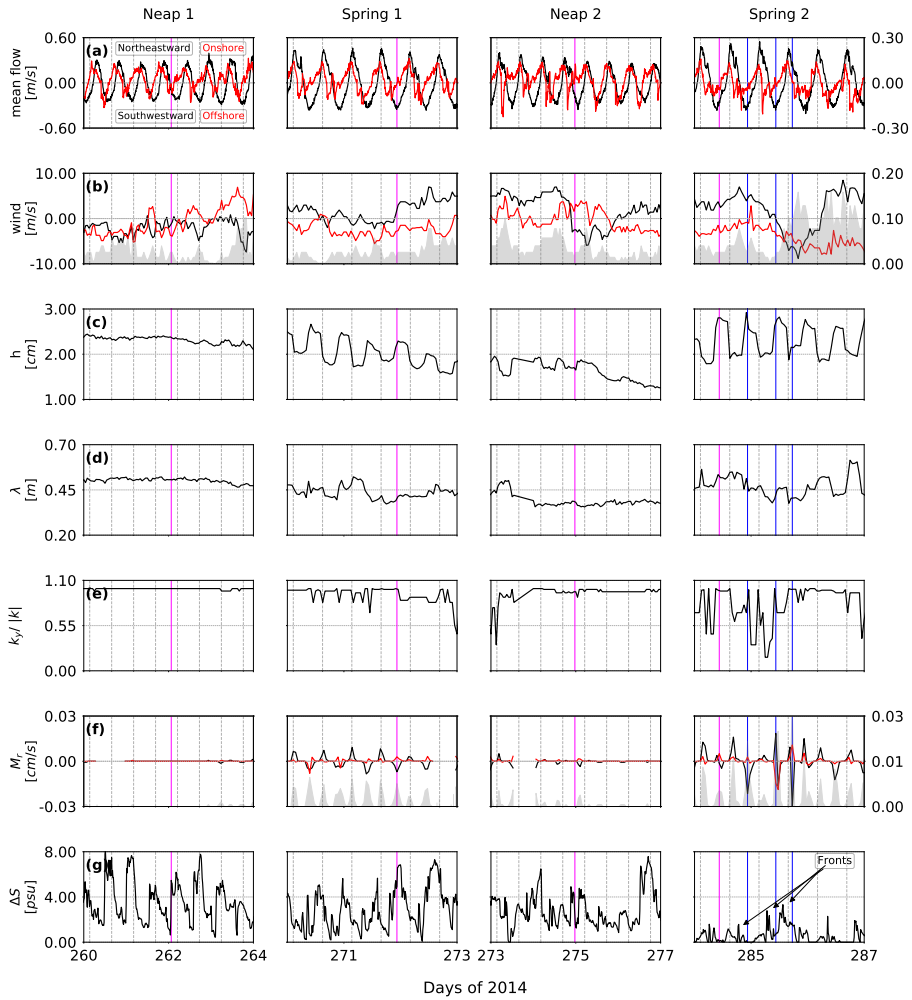 Neap 1 Spring 1 Neap 2 Spring 2
(a) Northeastward Onshore
Southwestward Offshore
mean flow
[m/s]
0.60 0.30
0.00 0.00
-0.60 -0.30
(b)
wind
[m/s]
10.00 0.20
0.00 0.10
-10.00 0.00
(c)
h
[cm]
3.00
2.00
1.00
(d)
λ
[m]
0.70
0.45
0.20
(e)
k_y/ |k|
1.10
0.55
0.00
(f)
M_r
[cm/s]
0.03 0.03
0.00 0.01
-0.03 0.00
(g)
ΔS
[psu]
8.00
4.00
0.00
Fronts
260 262 264 271 273 273 275 277 285 287
Days of 2014